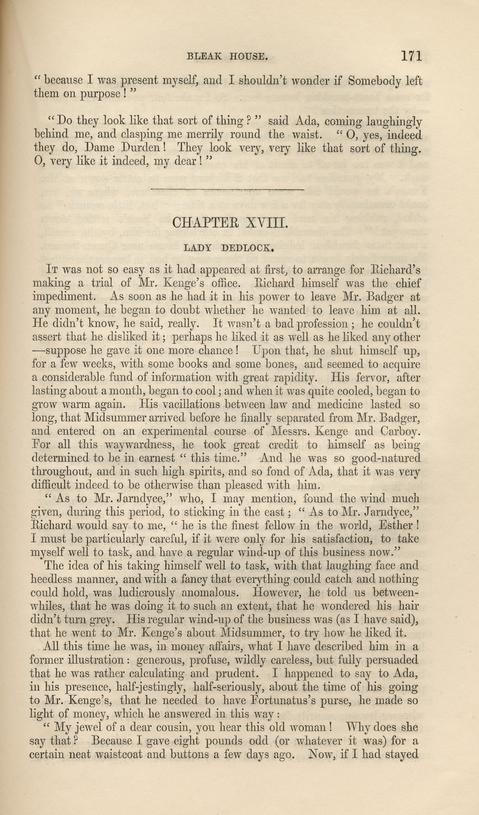 BLEAK HOUSE. 171
“ because I was present myself, and I shouldn’t wonder if Somebody left
them on purpose ! ”
“ Do they look like that sort of thing ? ” said Ada, coming laughingly
behind me, and clasping me merrily round the waist. “ O, yes, indeed
they do, Dame Durden ! They look very, very like that sort of thing.
O, very like it indeed, my dear ! ”
CHAPTER XVIII.
LADY DEDLOCK.
IT was not so easy as it had appeared at first, to arrange for Richard’s
making a trial of Mr. Kenge’s office. Richard himself was the chief
impediment. As soon as he had it in his power to leave Mr. Badger at
any moment, he began to doubt whether he wanted to leave him at all.
He didn’t know, he said, really. It wasn’t a bad profession ; he couldn’t
assert that he disliked it ; perhaps he liked it as well as he liked any other
—suppose he gave it one more chance ! Upon that, he shut himself up,
for a few weeks, with some books and some bones, and seemed to acquire
a considerable fund of information with great rapidity. His fervor, after
lasting about a month, began to cool ; and when it was quite cooled, began to
grow warm again. His vacillations between law and medicine lasted so
long, that Midsummer arrived before he finally separated from Mr. Badger,
and entered on an experimental course of Messrs. Kenge and Carboy.
For all this waywardness, he took great credit to himself as being
determined to be in earnest “ this time.” And he was so good-natured
throughout, and in such high spirits, and so fond of Ada, that it was very
difficult indeed to be otherwise than pleased with him.
“ As to Mr. Jarndyce,” who, I may mention, found the wind much
given, during this period, to sticking in the east ; “ As to Mr. Jarndyce,”
Richard would say to me, “ he is the finest fellow in the world, Esther !
I must be particularly careful, if it were only for his satisfaction, to take
myself well to task, and have a regular wind-up of this business now.”
The idea of his taking himself well to task, with that laughing face and
heedless manner, and with a fancy that everything could catch and nothing
could hold, was ludicrously anomalous. However, he told us between-
whiles, that he was doing it to such an extent, that he wondered his hair
didn’t turn grey. His regular wind-up of the business was (as I have said),
that he went to Mr. Kenge’s about Midsummer, to try how he liked it.
All this time he was, in money affairs, what I have described him in a
former illustration : generous, profuse, wildly careless, but fully persuaded
that he was rather calculating and prudent. I happened to say to Ada,
in his presence, half-jestingly, half-seriously, about the time of his going
to Mr. Kenge’s, that he needed to have Fortunatus’s purse, he made so
light of money, which he answered in this way :
“ My jewel of a dear cousin, you hear this old woman ! Why does she
say that ? Because I gave eight pounds odd (or whatever it was) for a
certain neat waistcoat and buttons a few days ago. Now, if I had stayed